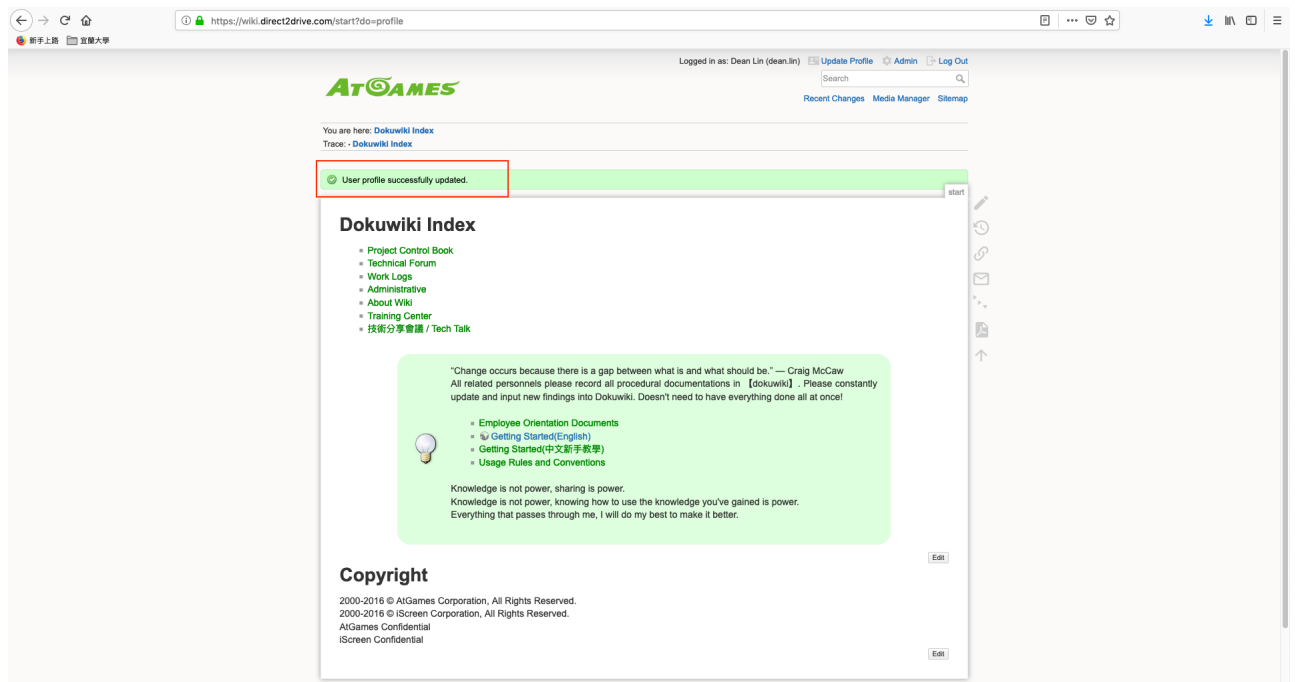 https://wiki.direct2drive.com/start?do=profile
新手上路 宜蘭大學
Logged in as: Dean Lin (dean.lin) Update Profile Admin Log Out
Search
ATGAMES
Recent Changes Media Manager Sitemap
You are here: Dokuwiki Index
Trace: • Dokuwiki Index
User profile successfully updated.
start
Dokuwiki Index
Project Control Book
Technical Forum
Work Logs
Administrative
About Wiki
Training Center
技術分享會議 / Tech Talk
“Change occurs because there is a gap between what is and what should be.” — Craig McCaw
All related personnels please record all procedural documentations in 【dokuwiki】. Please constantly
update and input new findings into Dokuwiki. Doesn't need to have everything done all at once!
Employee Orientation Documents
Getting Started(English)
Getting Started(中文新手教學)
Usage Rules and Conventions
Knowledge is not power, sharing is power.
Knowledge is not power, knowing how to use the knowledge you've gained is power.
Everything that passes through me, I will do my best to make it better.
Edit
Copyright
2000-2016 © AtGames Corporation, All Rights Reserved.
2000-2016 © iScreen Corporation, All Rights Reserved.
AtGames Confidential
iScreen Confidential
Edit